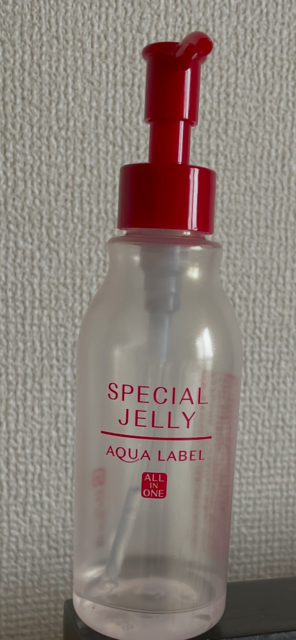 SPECIAL
JELLY
AQUA LABEL
ALL
IN
ONE